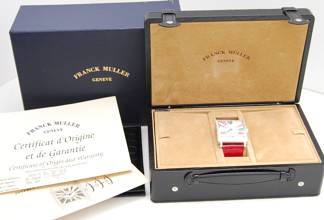 FRANCK MULLER
GENEVE
FRANCK MULLER
GENEVE
FRANCK MULLER
GENEVE
Certificat d'Origine
et de Garantie
Certificate of Origin and Warranty